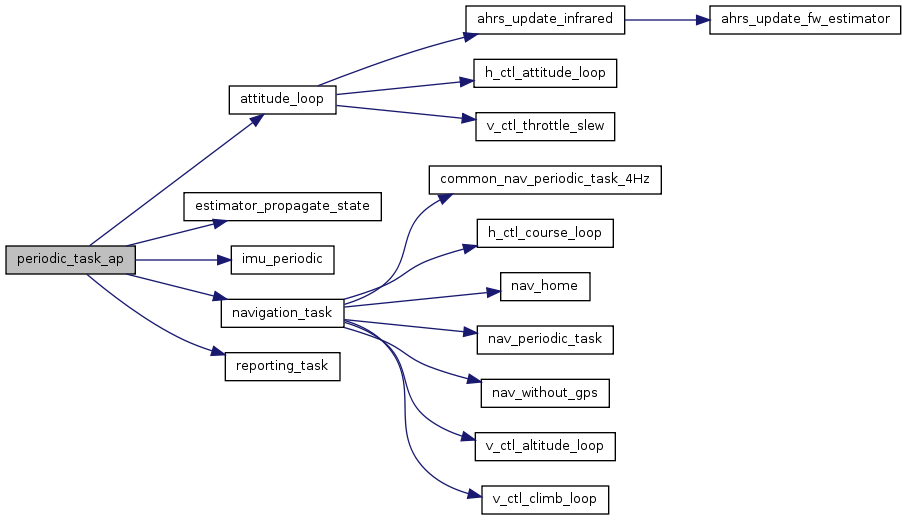 ahrs_update_infrared
ahrs_update_fw_estimator
h_ctl_attitude_loop
attitude_loop
v_ctl_throttle_slew
common_nav_periodic_task_4Hz
estimator_propagate_state
h_ctl_course_loop
periodic_task_ap
imu_periodic
nav_home
navigation_task
nav_periodic_task
reporting_task
nav_without_gps
v_ctl_altitude_loop
v_ctl_climb_loop